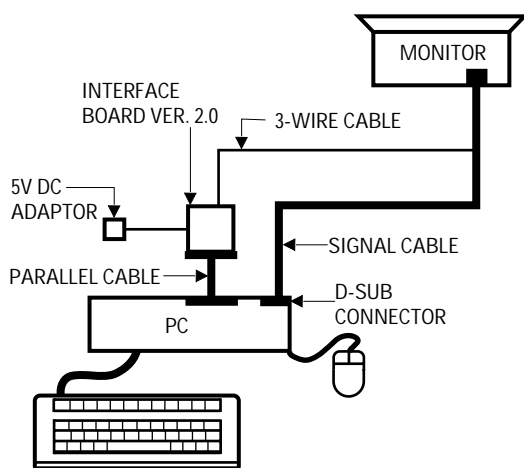 MONITOR
INTERFACE
BOARD VER. 2.0
3-WIRE CABLE
5V DC
ADAPTOR
SIGNAL CABLE
PARALLEL CABLE
D-SUB
CONNECTOR
PC